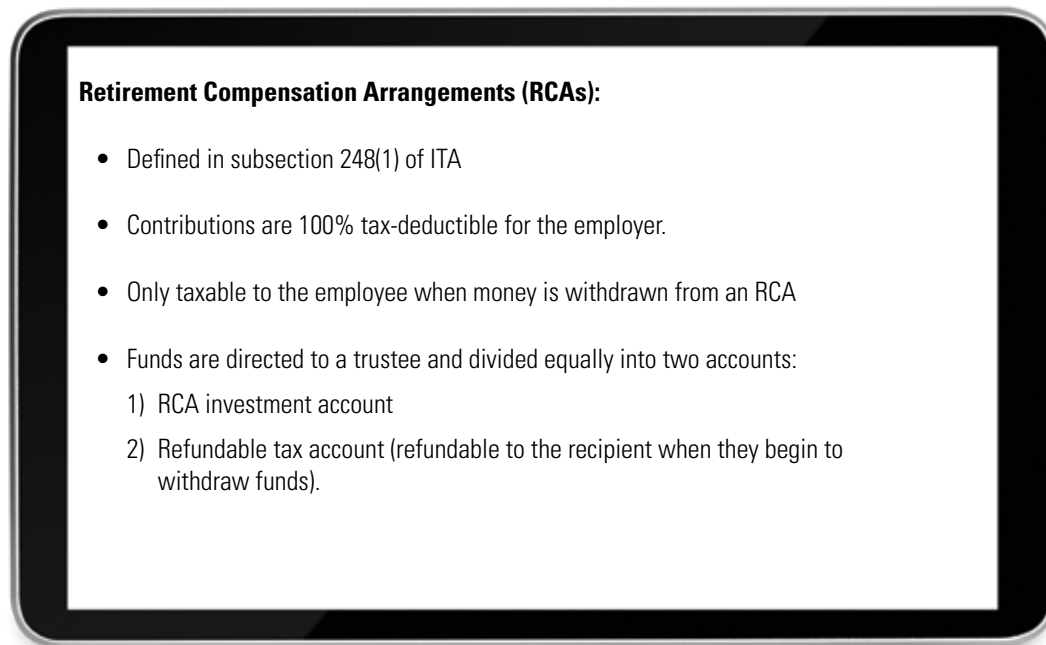 Retirement Compensation Arrangements (RCAs):
• Defined in subsection 248(1) of ITA
• Contributions are 100% tax-deductible for the employer.
• Only taxable to the employee when money is withdrawn from an RCA
• Funds are directed to a trustee and divided equally into two accounts:
1) RCA investment account
2) Refundable tax account (refundable to the recipient when they begin to
withdraw funds).